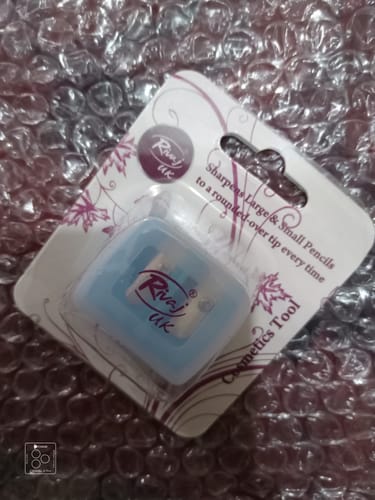 Rivaj
UK
Sharpens Large & Small Pencils
to a rounded-over tip every time
Rivaj®
UK
Cosmetics Tool